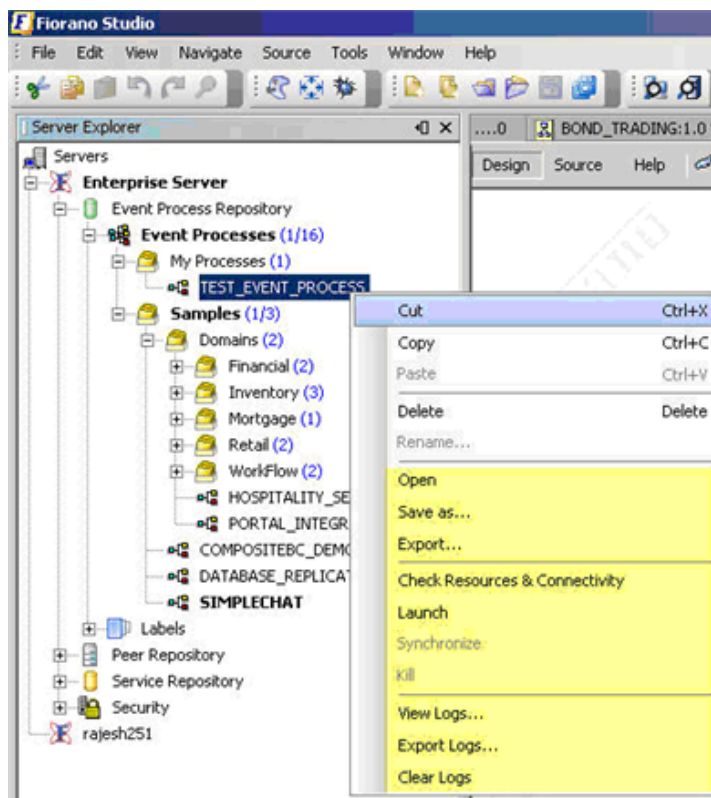 Fiorano Studio
File Edit View Navigate Source Tools Window Help
Server Explorer
....0 BOND_TRADING:1.0
Design Source Help
Servers
Enterprise Server
Event Process Repository
Event Processes (1/16)
My Processes (1)
TEST_EVENT_PROCESS
Samples (1/3)
Domains (2)
Financial (2)
Inventory (3)
Mortgage (1)
Retail (2)
WorkFlow (2)
HOSPITALITY_SE
PORTAL_INTEGR
COMPOSITEBC_DEMO
DATABASE_REPLICAT
SIMPLECHAT
Labels
Peer Repository
Service Repository
Security
rajesh251
Cut Ctrl+X
Copy Ctrl+C
Paste Ctrl+V
Delete Delete
Rename...
Open
Save as...
Export...
Check Resources & Connectivity
Launch
Synchronize
Kill
View Logs...
Export Logs...
Clear Logs